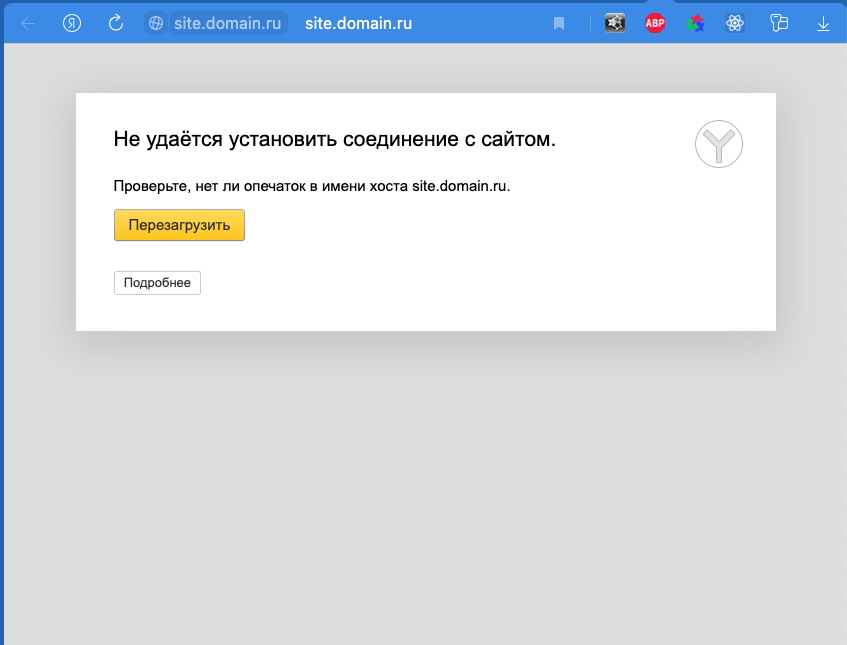 site.domain.ru site.domain.ru ABP
Не удаётся установить соединение с сайтом.
Проверьте, нет ли опечаток в имени хоста site.domain.ru.
Перезагрузить
Подробнее